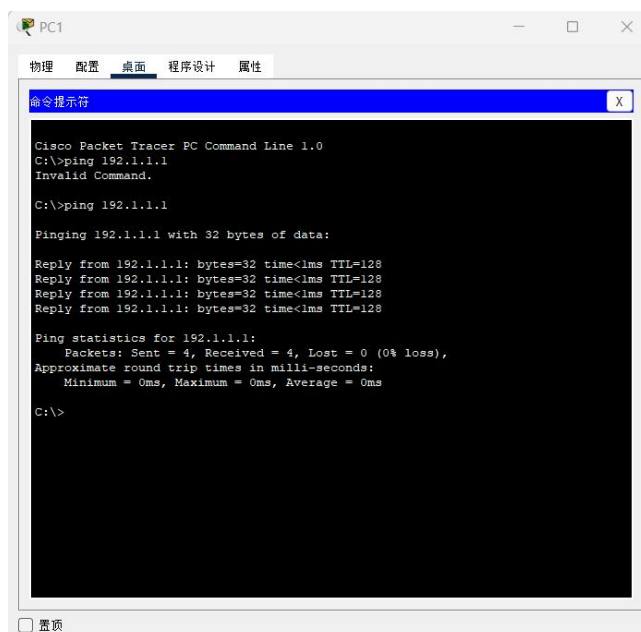 PC1
物理 配置 桌面 程序设计 属性
命令提示符
X
Cisco Packet Tracer PC Command Line 1.0
C:\>ping 192.1.1.1
Invalid Command.
C:\>ping 192.1.1.1
Pinging 192.1.1.1 with 32 bytes of data:
Reply from 192.1.1.1: bytes=32 time<1ms TTL=128
Reply from 192.1.1.1: bytes=32 time<1ms TTL=128
Reply from 192.1.1.1: bytes=32 time<1ms TTL=128
Reply from 192.1.1.1: bytes=32 time<1ms TTL=128
Ping statistics for 192.1.1.1:
Packets: Sent = 4, Received = 4, Lost = 0 (0% loss),
Approximate round trip times in milli-seconds:
Minimum = 0ms, Maximum = 0ms, Average = 0ms
C:\>
置顶